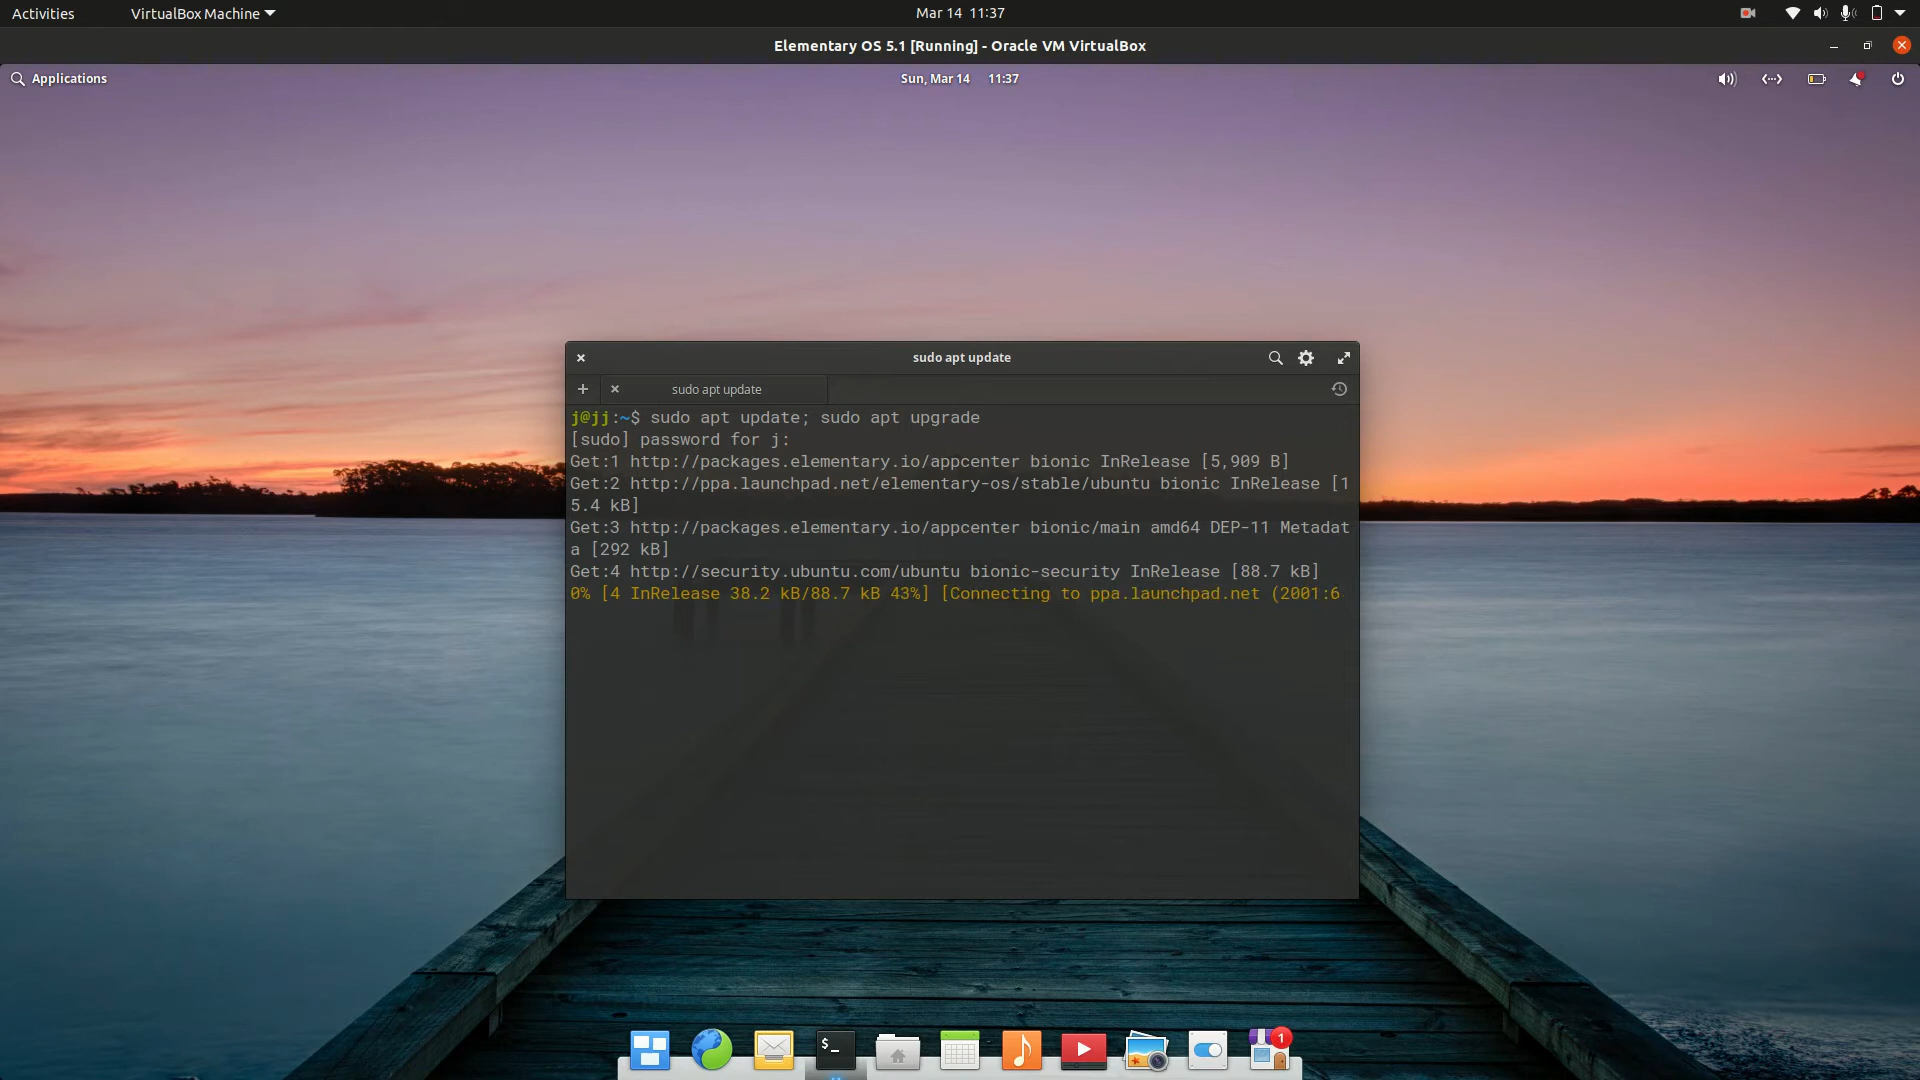 Activities VirtualBox Machine Mar 14 11:37
Elementary OS 5.1 [Running] - Oracle VM VirtualBox
Applications Sun, Mar 14 11:37
sudo apt update
sudo apt update
j@jj:~$ sudo apt update; sudo apt upgrade
[sudo] password for j:
Get:1 http://packages.elementary.io/appcenter bionic InRelease [5,909 B]
Get:2 http://ppa.launchpad.net/elementary-os/stable/ubuntu bionic InRelease [1
5.4 kB]
Get:3 http://packages.elementary.io/appcenter bionic/main amd64 DEP-11 Metadat
a [292 kB]
Get:4 http://security.ubuntu.com/ubuntu bionic-security InRelease [88.7 kB]
0% [4 InRelease 38.2 kB/88.7 kB 43%] [Connecting to ppa.launchpad.net (2001:6
$_
1